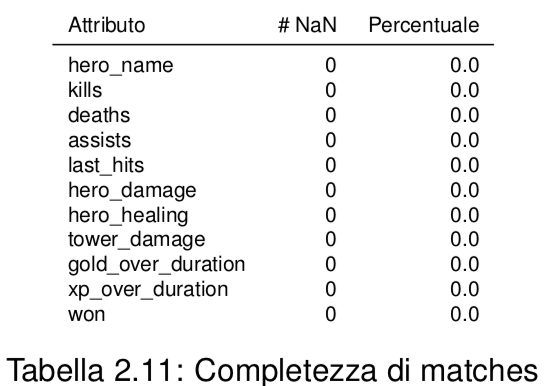 Attributo # NaN Percentuale
hero_name 0 0.0
kills 0 0.0
deaths 0 0.0
assists 0 0.0
last_hits 0 0.0
hero_damage 0 0.0
hero_healing 0 0.0
tower_damage 0 0.0
gold_over_duration 0 0.0
xp_over_duration 0 0.0
won 0 0.0
Tabella 2.11: Completezza di matches